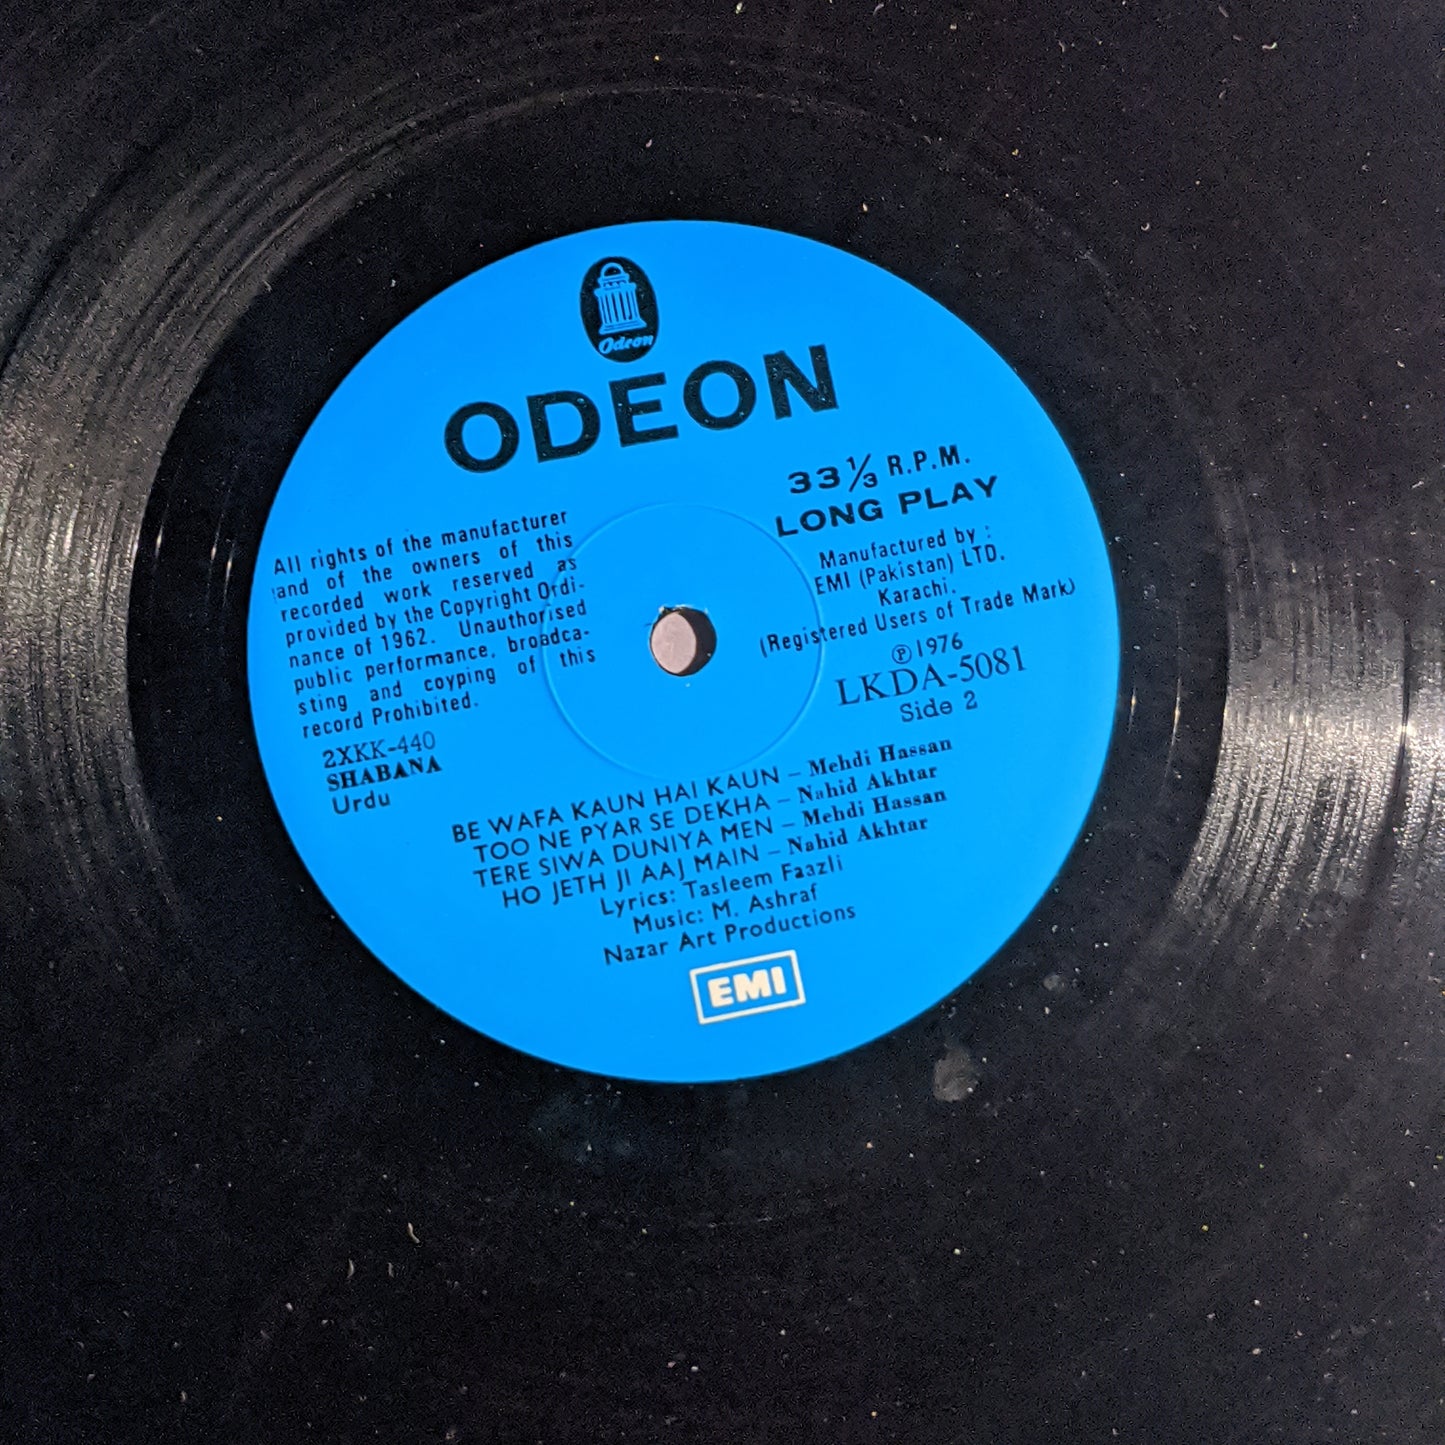 Odeon
ODEON
33⅓ R.P.M.
LONG PLAY
Manufactured by :
EMI (Pakistan) LTD.
Karachi.
(Registered Users of Trade Mark)
℗ 1976
LKDA-5081
Side 2
All rights of the manufacturer
and of the owners of this
recorded work reserved as
provided by the Copyright Ordi-
nance of 1962. Unauthorised
public performance, broadca-
sting and coyping of this
record Prohibited.
2XKK-440
SHABANA
Urdu
BE WAFA KAUN HAI KAUN – Mehdi Hassan
TOO NE PYAR SE DEKHA – Nahid Akhtar
TERE SIWA DUNIYA MEN – Mehdi Hassan
HO JETH JI AAJ MAIN – Nahid Akhtar
Lyrics: Tasleem Faazli
Music: M. Ashraf
Nazar Art Productions
EMI